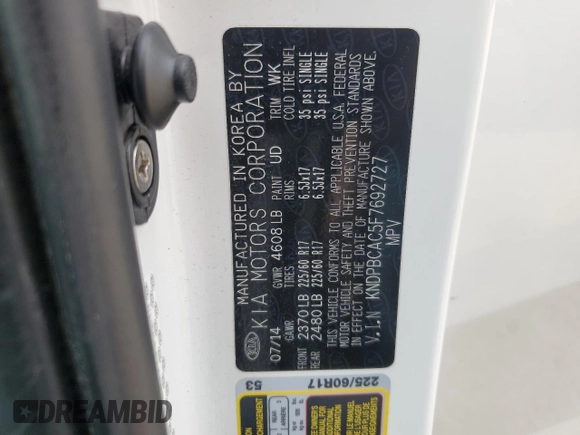 MANUFACTURED IN KOREA BY
KIA MOTORS CORPORATION
07/14 GVWR 4608 LB PAINT UD TRIM WK
GAWR TIRES RIMS COLD TIRE INFL
FRONT 2370 LB 225/60 R17 6.5Jx17 35 psi SINGLE
REAR 2480 LB 225/60 R17 6.5Jx17 35 psi SINGLE
THIS VEHICLE CONFORMS TO ALL APPLICABLE U.S.A. FEDERAL
MOTOR VEHICLE SAFETY AND THEFT PREVENTION STANDARDS
IN EFFECT ON THE DATE OF MANUFACTURE SHOWN ABOVE.
V.I.N KNDPBCAC5F7692727
MPV
KIA
225/60R17 53
DREAMBID
.COM